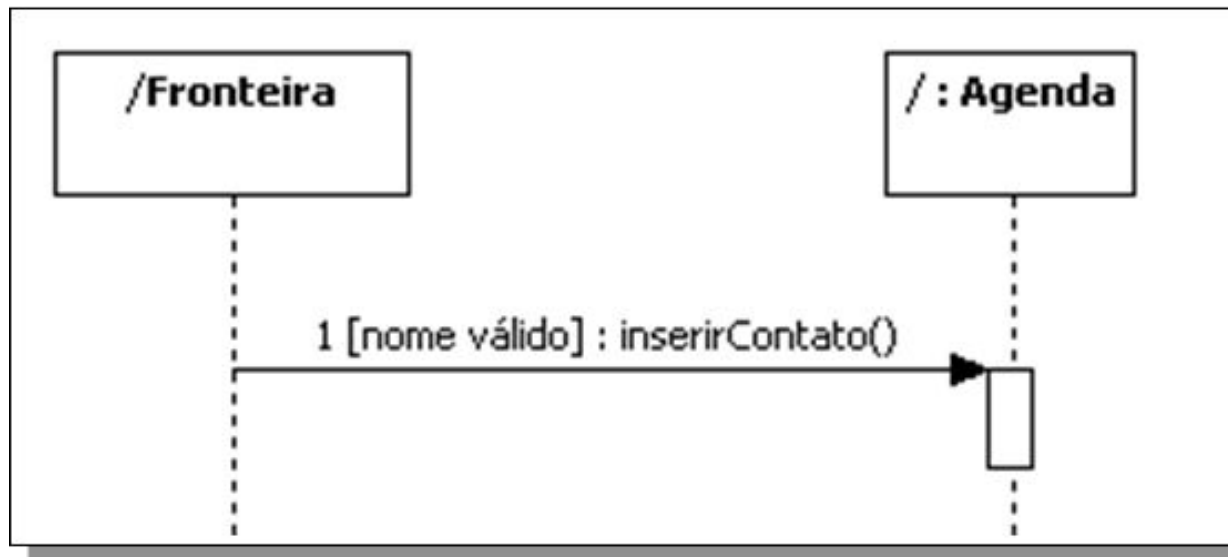 /Fronteira
/ : Agenda
1 [nome válido] : inserirContato()